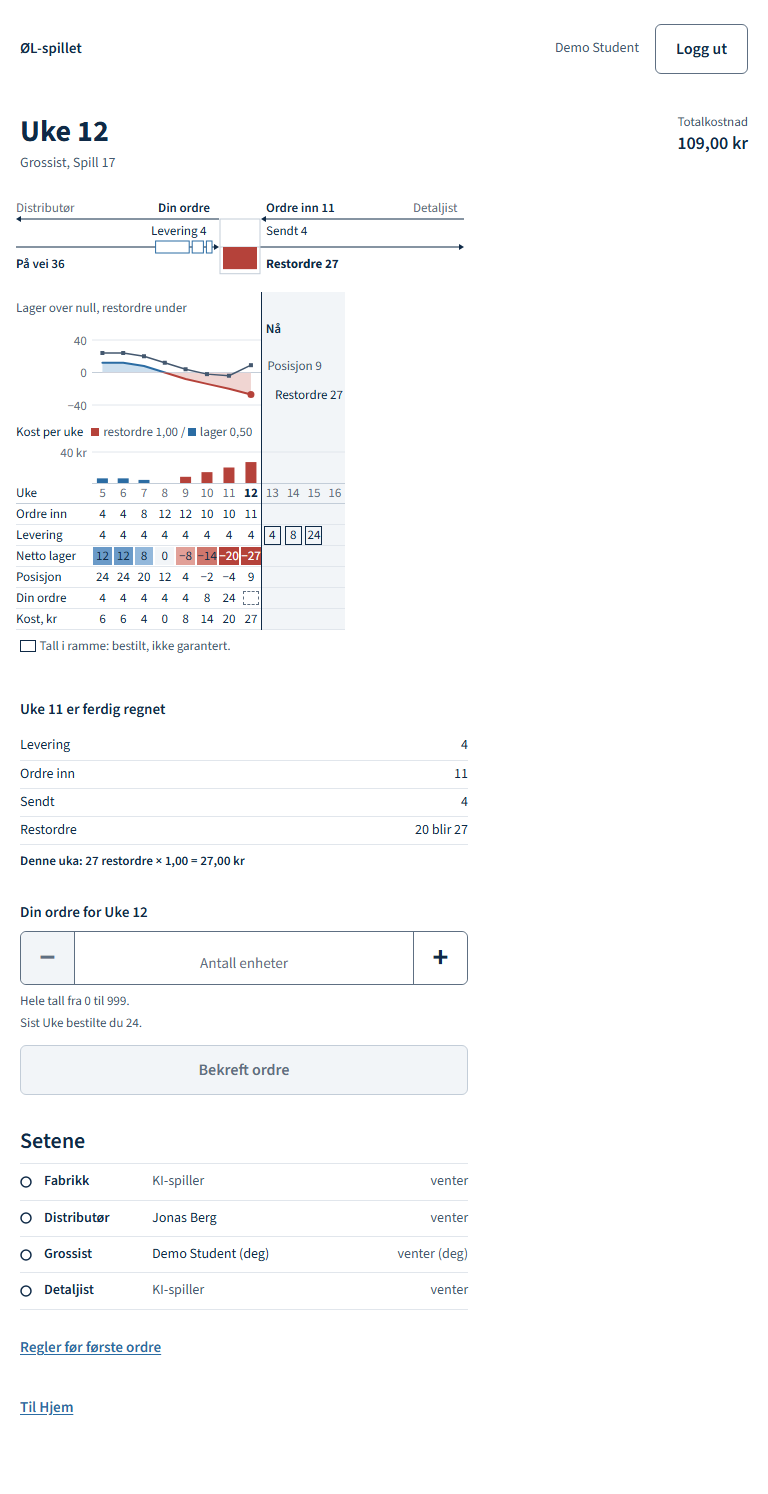 ØL-spillet
Demo Student
Logg ut
Uke 12
Grossist, Spill 17
Totalkostnad
109,00 kr
Distributør Din ordre Ordre inn 11 Detaljist
Levering 4 Sendt 4
På vei 36 Restordre 27
Lager over null, restordre under
Nå
40
0
−40
Posisjon 9
Restordre 27
Kost per uke restordre 1,00 / lager 0,50
40 kr
Uke 5 6 7 8 9 10 11 12 13 14 15 16
Ordre inn 4 4 8 12 12 10 10 11
Levering 4 4 4 4 4 4 4 4 4 8 24
Netto lager 12 12 8 0 −8 −14 −20 −27
Posisjon 24 24 20 12 4 −2 −4 9
Din ordre 4 4 4 4 4 8 24
Kost, kr 6 6 4 0 8 14 20 27
Tall i ramme: bestilt, ikke garantert.
Uke 11 er ferdig regnet
Levering 4
Ordre inn 11
Sendt 4
Restordre 20 blir 27
Denne uka: 27 restordre × 1,00 = 27,00 kr
Din ordre for Uke 12
− Antall enheter +
Hele tall fra 0 til 999.
Sist Uke bestilte du 24.
Bekreft ordre
Setene
Fabrikk KI-spiller venter
Distributør Jonas Berg venter
Grossist Demo Student (deg) venter (deg)
Detaljist KI-spiller venter
Regler før første ordre
Til Hjem